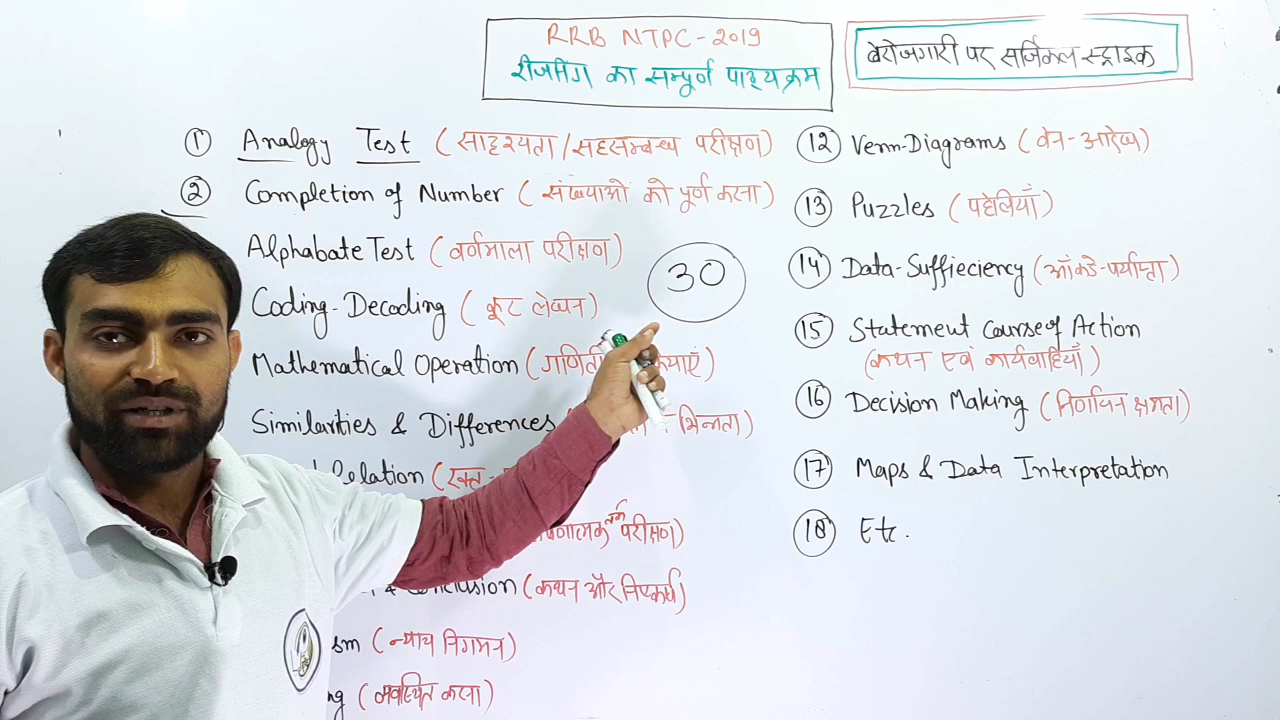 RRB NTPC-2019
रीजनिंग का सम्पूर्ण पाठ्यक्रम
बेरोजगारी पर सर्जिकल स्ट्राइक
1 Analogy Test (सादृश्यता/सहसम्बन्ध परीक्षण)
2 Completion of Number (संख्याओं को पूर्ण करना)
Alphabate Test (वर्णमाला परीक्षण)
Coding-Decoding (कूट लेखन)
Mathematical Operation (
Similarities & Differences ( भिन्नता)
Relation (रक्त-
परीक्षण)
Conclusion (कथन और निष्कर्ष)
(न्याय निगमन)
(व्यवस्थित करना)
30
12 Venn-Diagrams (वेन-आरेख)
13 Puzzles (पहेलियाँ)
14 Data-Suffieciency (आँकडे-पर्याप्ता)
15 Statement Course of Action
(कथन एवं कार्यवाहियाँ)
16 Decision Making (निर्णयन क्षमता)
17 Maps & Data Interpretation
18 Etc.